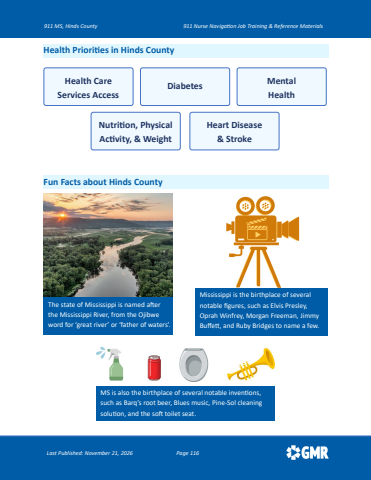 911 MS, Hinds County
911 Nurse Navigation Job Training & Reference Materials
Health Priorities in Hinds County
Health Care
Services Access
Diabetes
Mental
Health
Nutrition, Physical
Activity, & Weight
Heart Disease
& Stroke
Fun Facts about Hinds County
The state of Mississippi is named after
the Mississippi River, from the Ojibwe
word for 'great river' or 'father of waters'.
Mississippi is the birthplace of several
notable figures, such as Elvis Presley,
Oprah Winfrey, Morgan Freeman, Jimmy
Buffett, and Ruby Bridges to name a few.
MS is also the birthplace of several notable inventions,
such as Barq's root beer, Blues music, Pine-Sol cleaning
solution, and the soft toilet seat.
Last Published: November 21, 2026
Page 116
GMR